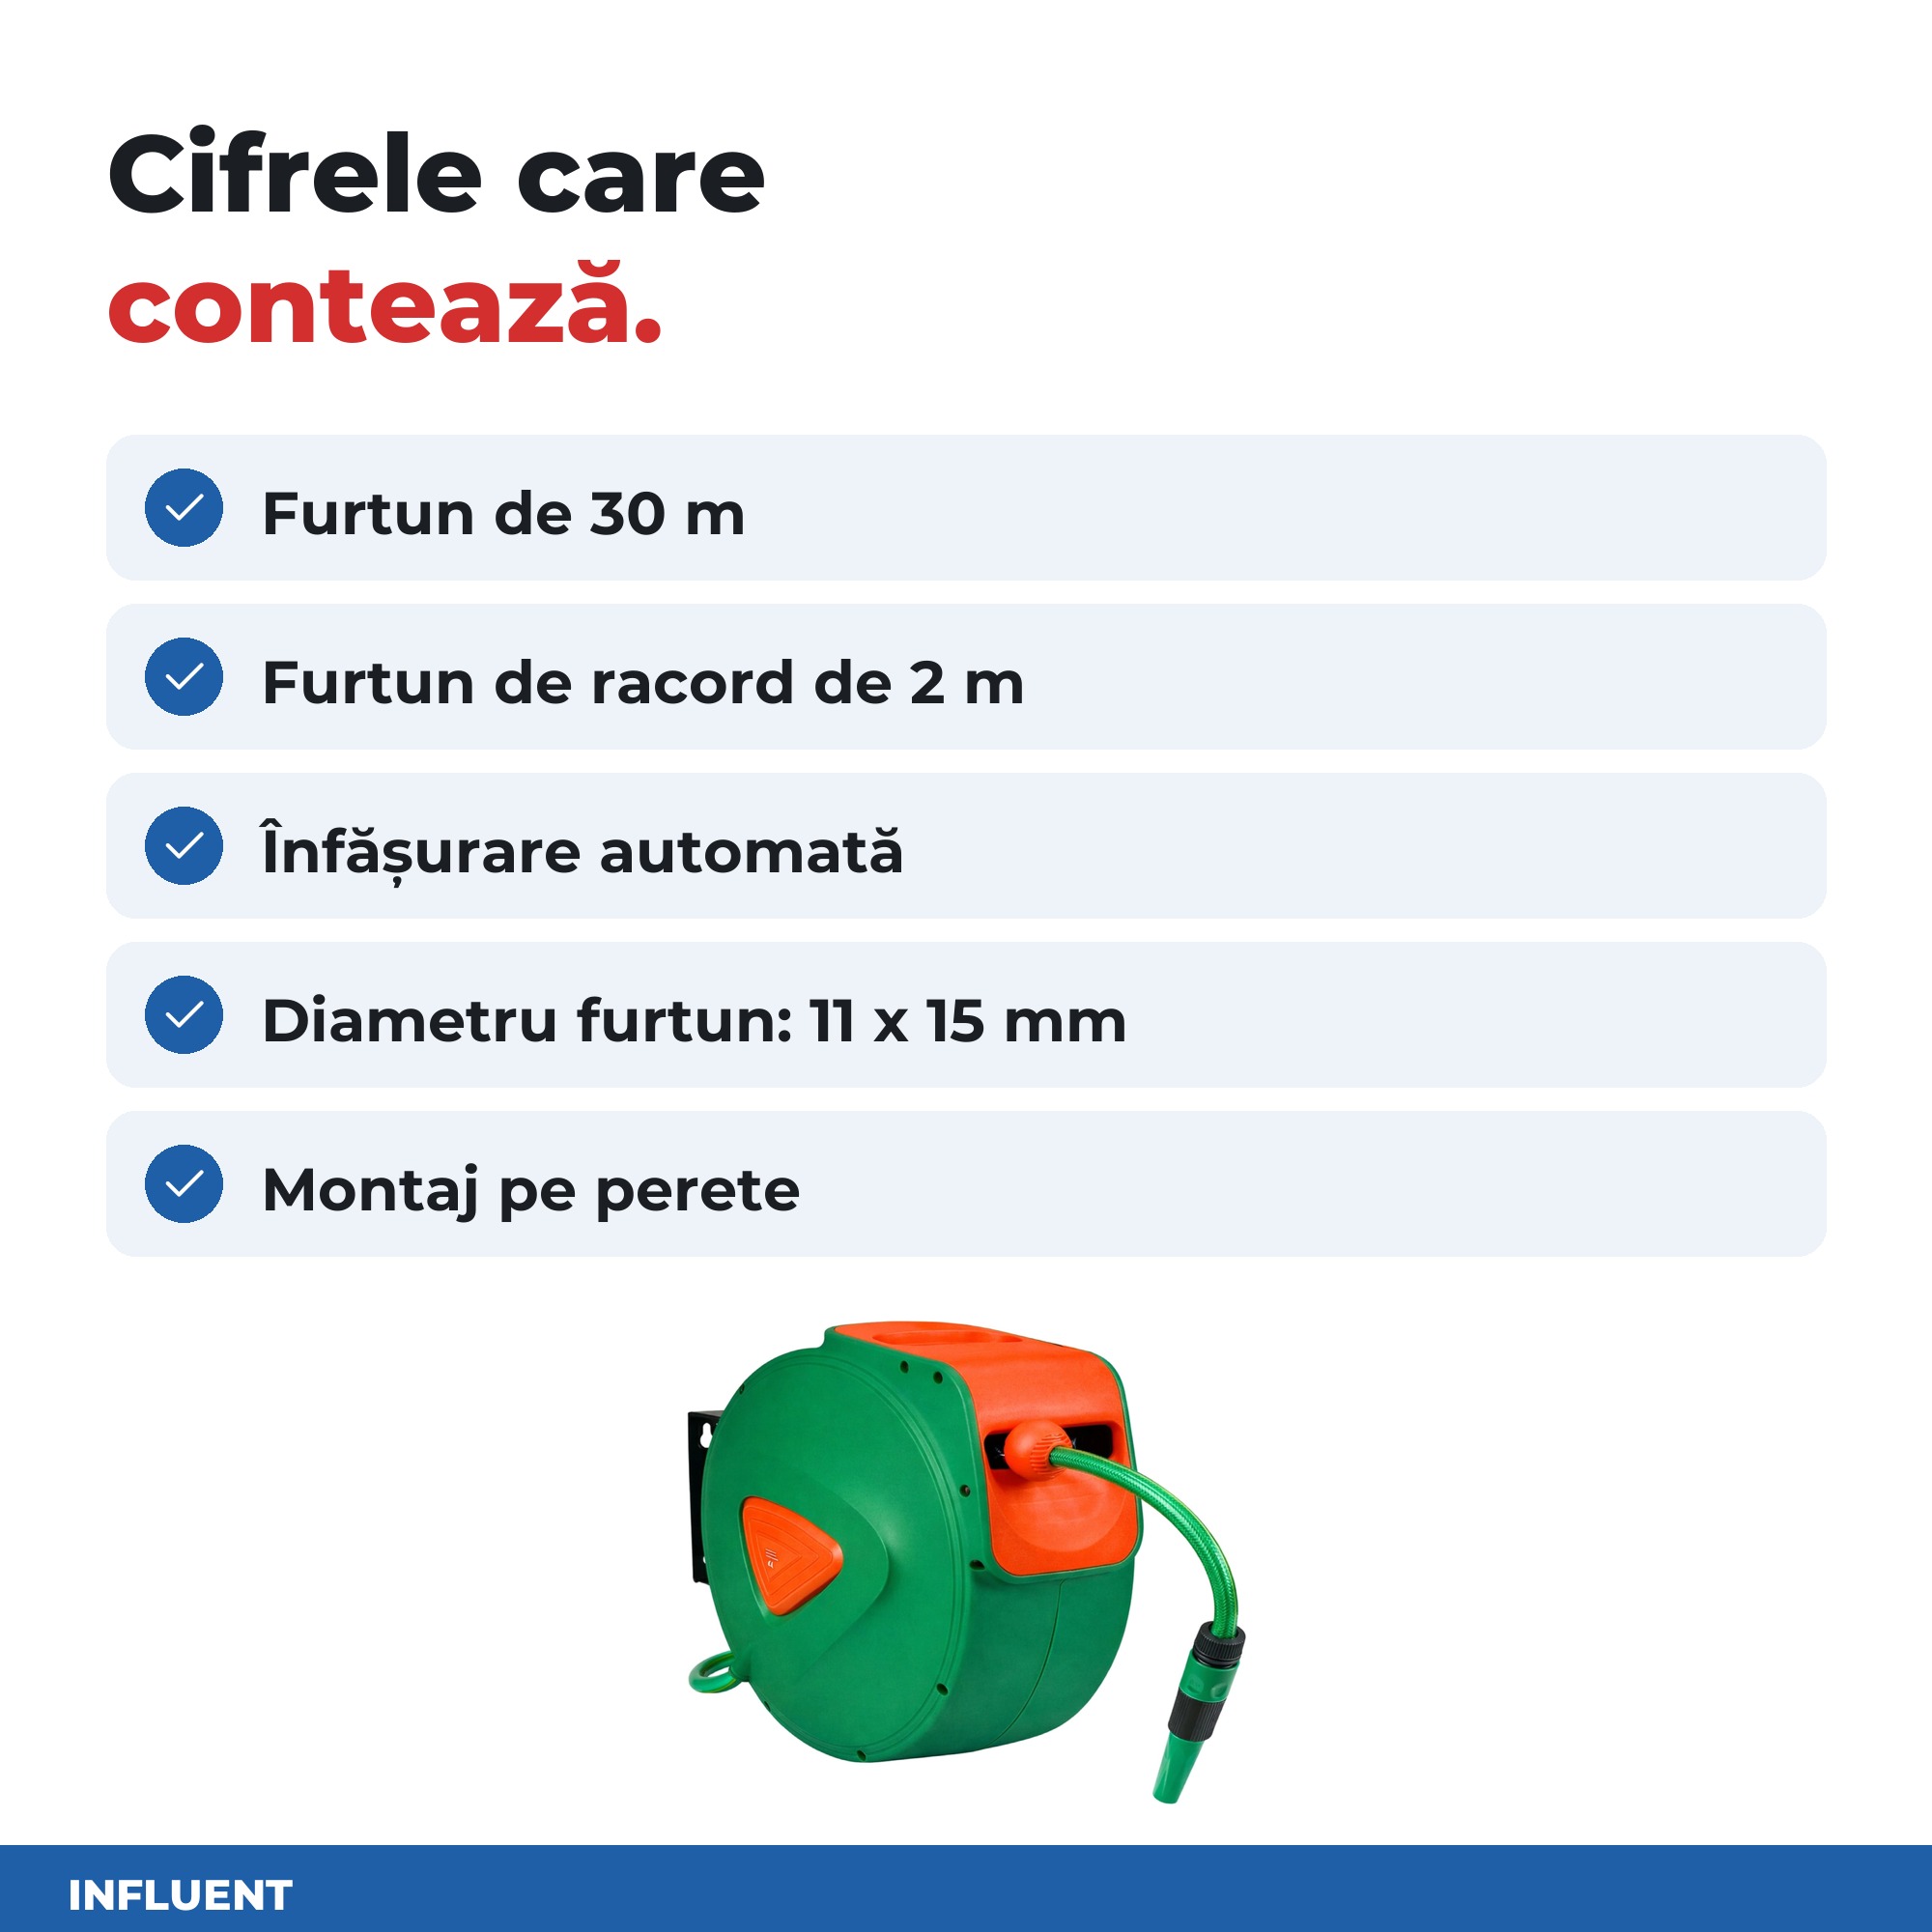 Cifrele care
contează.
Furtun de 30 m
Furtun de racord de 2 m
Înfășurare automată
Diametru furtun: 11 x 15 mm
Montaj pe perete
INFLUENT